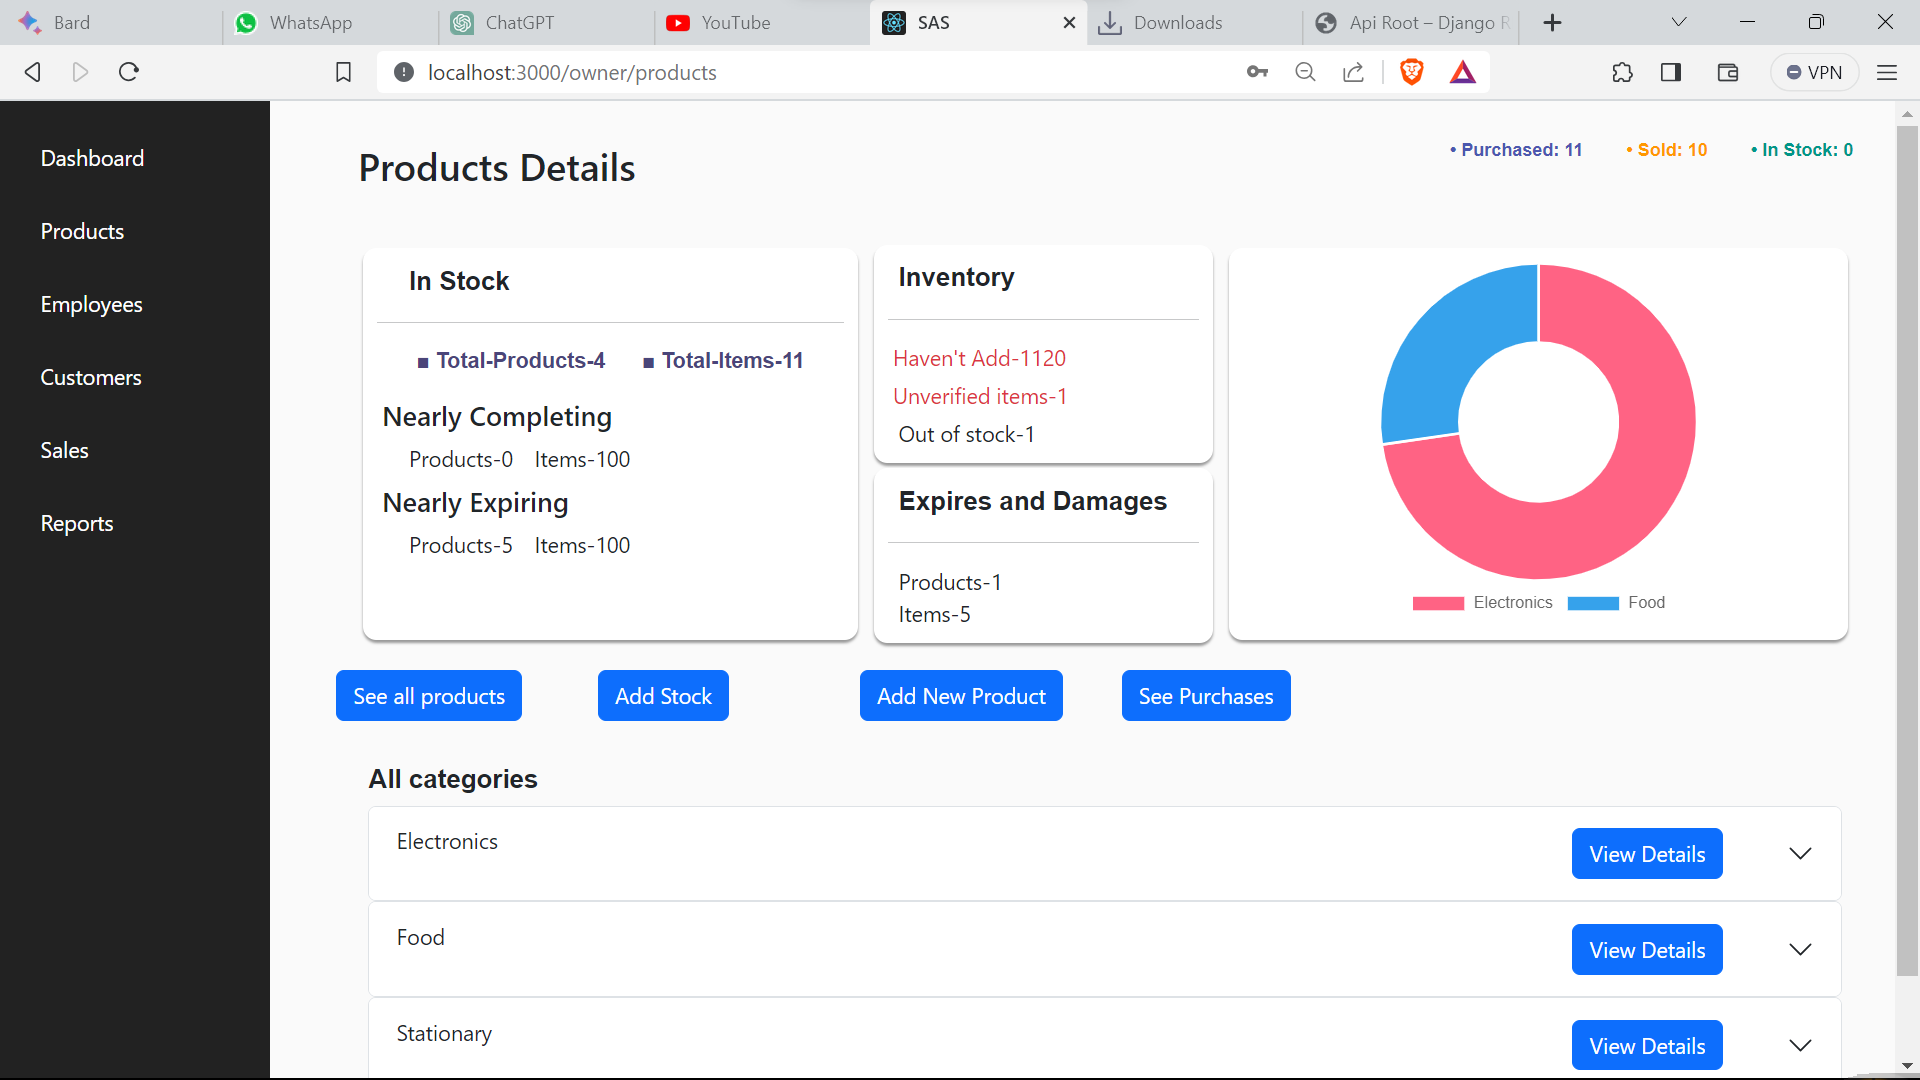 Bard WhatsApp ChatGPT YouTube SAS Downloads Api Root – Django R
localhost:3000/owner/products VPN
Dashboard
Products
Employees
Customers
Sales
Reports
Products Details
• Purchased: 11 • Sold: 10 • In Stock: 0
In Stock
■ Total-Products-4 ■ Total-Items-11
Nearly Completing
Products-0 Items-100
Nearly Expiring
Products-5 Items-100
Inventory
Haven't Add-1120
Unverified items-1
Out of stock-1
Expires and Damages
Products-1
Items-5
Electronics Food
See all products Add Stock Add New Product See Purchases
All categories
Electronics View Details
Food View Details
Stationary View Details